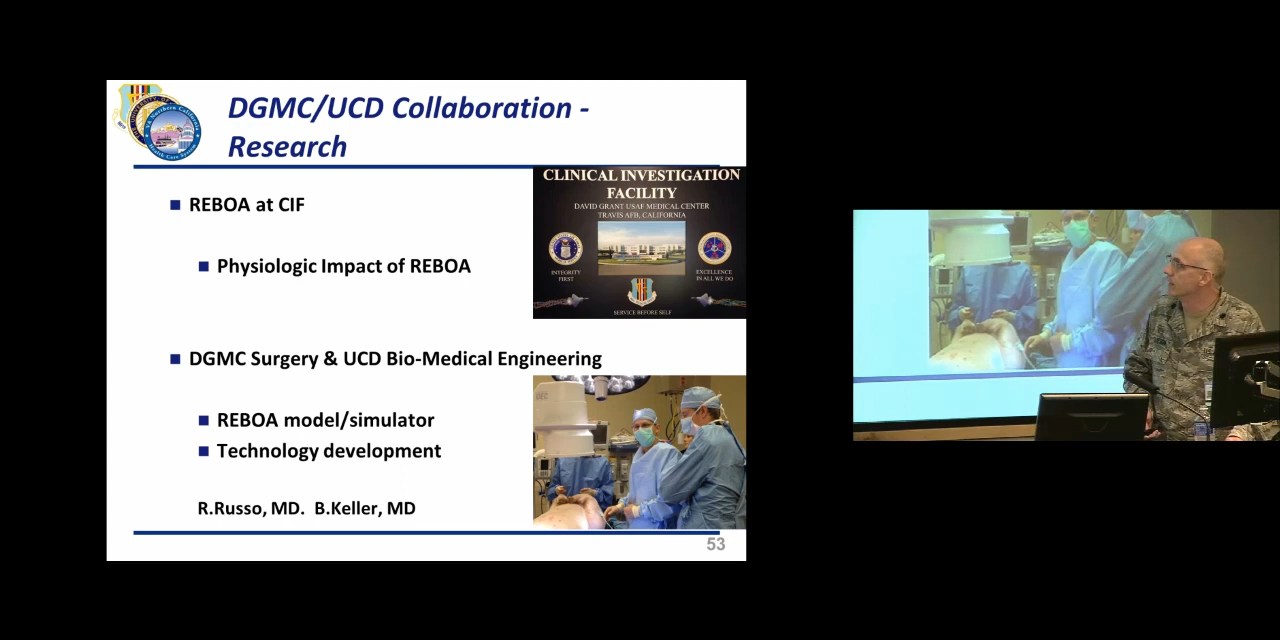 DGMC/UCD Collaboration -
Research
REBOA at CIF
Physiologic Impact of REBOA
DGMC Surgery & UCD Bio-Medical Engineering
REBOA model/simulator
Technology development
R.Russo, MD. B.Keller, MD
CLINICAL INVESTIGATION
FACILITY
DAVID GRANT USAF MEDICAL CENTER
TRAVIS AFB, CALIFORNIA
INTEGRITY
FIRST
EXCELLENCE
IN ALL WE DO
SERVICE BEFORE SELF
53